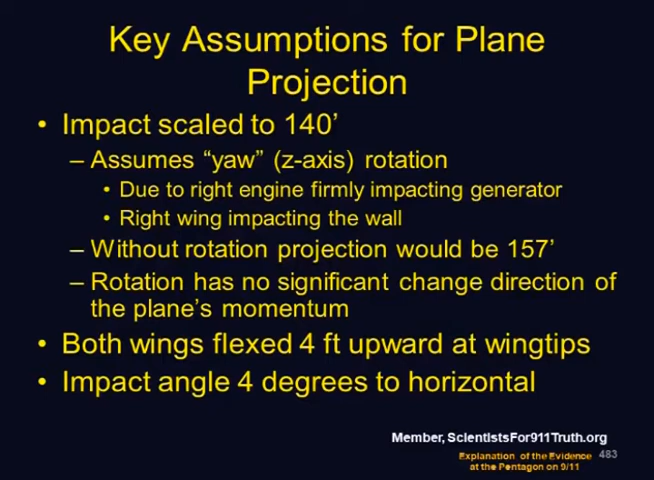 Key Assumptions for Plane
Projection
• Impact scaled to 140’
– Assumes “yaw” (z-axis) rotation
• Due to right engine firmly impacting generator
• Right wing impacting the wall
– Without rotation projection would be 157’
– Rotation has no significant change direction of
the plane’s momentum
• Both wings flexed 4 ft upward at wingtips
• Impact angle 4 degrees to horizontal
Member, ScientistsFor911Truth.org
Explanation of the Evidence 483
at the Pentagon on 9/11